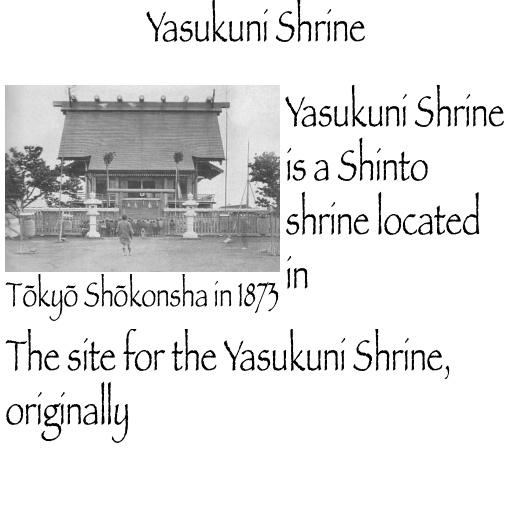 Yasukuni Shrine
Yasukuni Shrine
is a Shinto
shrine located
in
Tōkyō Shōkonsha in 1873
The site for the Yasukuni Shrine,
originally